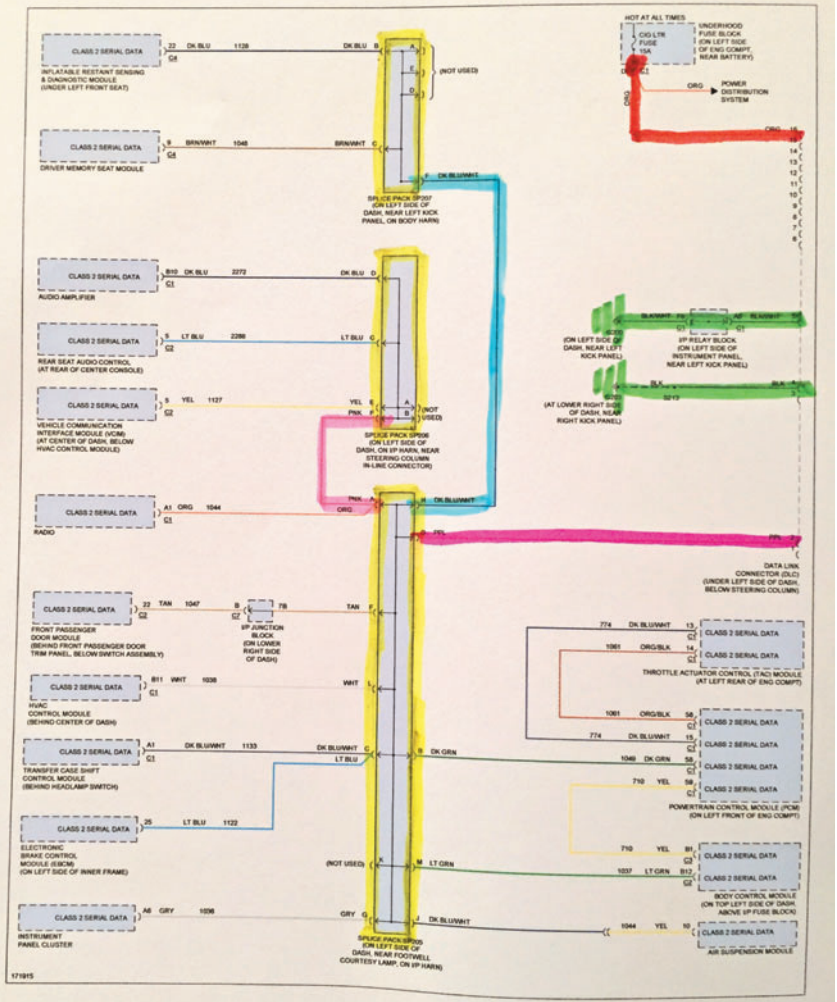 HOT AT ALL TIMES
CIG LTR
FUSE
15A
UNDERHOOD
FUSE BLOCK
(ON LEFT SIDE
OF ENG COMPT,
NEAR BATTERY)
C1
ORG
ORG
POWER
DISTRIBUTION
SYSTEM
ORG 16
14
13
12
11
10
9
8
7
6
CLASS 2 SERIAL DATA
22 DK BLU 1128 DK BLU B
C4
INFLATABLE RESTRAINT SENSING
& DIAGNOSTIC MODULE
(UNDER LEFT FRONT SEAT)
A
E
D
(NOT USED)
CLASS 2 SERIAL DATA
9 BRN/WHT 1048 BRN/WHT C
C4
DRIVER MEMORY SEAT MODULE
F DK BLU/WHT
SPLICE PACK SP207
(ON LEFT SIDE OF
DASH, NEAR LEFT KICK
PANEL, ON BODY HARN)
CLASS 2 SERIAL DATA
B10 DK BLU 2272 DK BLU D
C1
AUDIO AMPLIFIER
CLASS 2 SERIAL DATA
5 LT BLU 2288 LT BLU C
C2
REAR SEAT AUDIO CONTROL
(AT REAR OF CENTER CONSOLE)
CLASS 2 SERIAL DATA
5 YEL 1127 YEL E
C2
VEHICLE COMMUNICATION
INTERFACE MODULE (VCIM)
(AT CENTER OF DASH, BELOW
HVAC CONTROL MODULE)
PNK F
A
B
(NOT
USED)
SPLICE PACK SP206
(ON LEFT SIDE OF
DASH, ON I/P HARN, NEAR
STEERING COLUMN
IN-LINE CONNECTOR)
BLK/WHT F9
C1
BLK/WHT
C1
(ON LEFT SIDE OF
DASH, NEAR LEFT
KICK PANEL)
I/P RELAY BLOCK
(ON LEFT SIDE OF
INSTRUMENT PANEL,
NEAR LEFT KICK PANEL)
BLK
BLK
S213
(AT LOWER RIGHT SIDE
OF DASH, NEAR
RIGHT KICK PANEL)
CLASS 2 SERIAL DATA
A1 ORG 1044
C1
RADIO
PNK A
ORG
H DK BLU/WHT
PPL
PPL 2
DATA LINK
CONNECTOR (DLC)
(UNDER LEFT SIDE OF DASH,
BELOW STEERING COLUMN)
CLASS 2 SERIAL DATA
22 TAN 1047 B 7B TAN F
C2
C7
FRONT PASSENGER
DOOR MODULE
(BEHIND FRONT PASSENGER DOOR
TRIM PANEL, BELOW SWITCH ASSEMBLY)
I/P JUNCTION
BLOCK
(ON LOWER
RIGHT SIDE
OF DASH)
774 DK BLU/WHT 13
CLASS 2 SERIAL DATA
1061 ORG/BLK 14
CLASS 2 SERIAL DATA
THROTTLE ACTUATOR CONTROL (TAC) MODULE
(AT LEFT REAR OF ENG COMPT)
CLASS 2 SERIAL DATA
B11 WHT 1038 WHT L
C1
HVAC
CONTROL MODULE
(BEHIND CENTER OF DASH)
1061 ORG/BLK 58
C1
CLASS 2 SERIAL DATA
774 DK BLU/WHT 15
CLASS 2 SERIAL DATA
CLASS 2 SERIAL DATA
A1 DK BLU/WHT 1133 DK BLU/WHT C
C1
LT BLU
TRANSFER CASE SHIFT
CONTROL MODULE
(BEHIND HEADLAMP SWITCH)
B DK GRN
1049 DK GRN 58
CLASS 2 SERIAL DATA
710 YEL 59
CLASS 2 SERIAL DATA
POWERTRAIN CONTROL MODULE (PCM)
(ON LEFT FRONT OF ENG COMPT)
CLASS 2 SERIAL DATA
25 LT BLU 1122
ELECTRONIC
BRAKE CONTROL
MODULE (EBCM)
(ON LEFT SIDE OF INNER FRAME)
(NOT USED) K
M LT GRN
710 YEL B1
C3
CLASS 2 SERIAL DATA
1037 LT GRN B12
C2
CLASS 2 SERIAL DATA
BODY CONTROL MODULE
(ON TOP LEFT SIDE OF DASH,
ABOVE I/P FUSE BLOCK)
CLASS 2 SERIAL DATA
A6 GRY 1036 GRY G
INSTRUMENT
PANEL CLUSTER
J DK BLU/WHT
1044 YEL 10
CLASS 2 SERIAL DATA
AIR SUSPENSION MODULE
SPLICE PACK SP205
(ON LEFT SIDE OF
DASH, NEAR FOOTWELL
COURTESY LAMP, ON I/P HARN)
171915